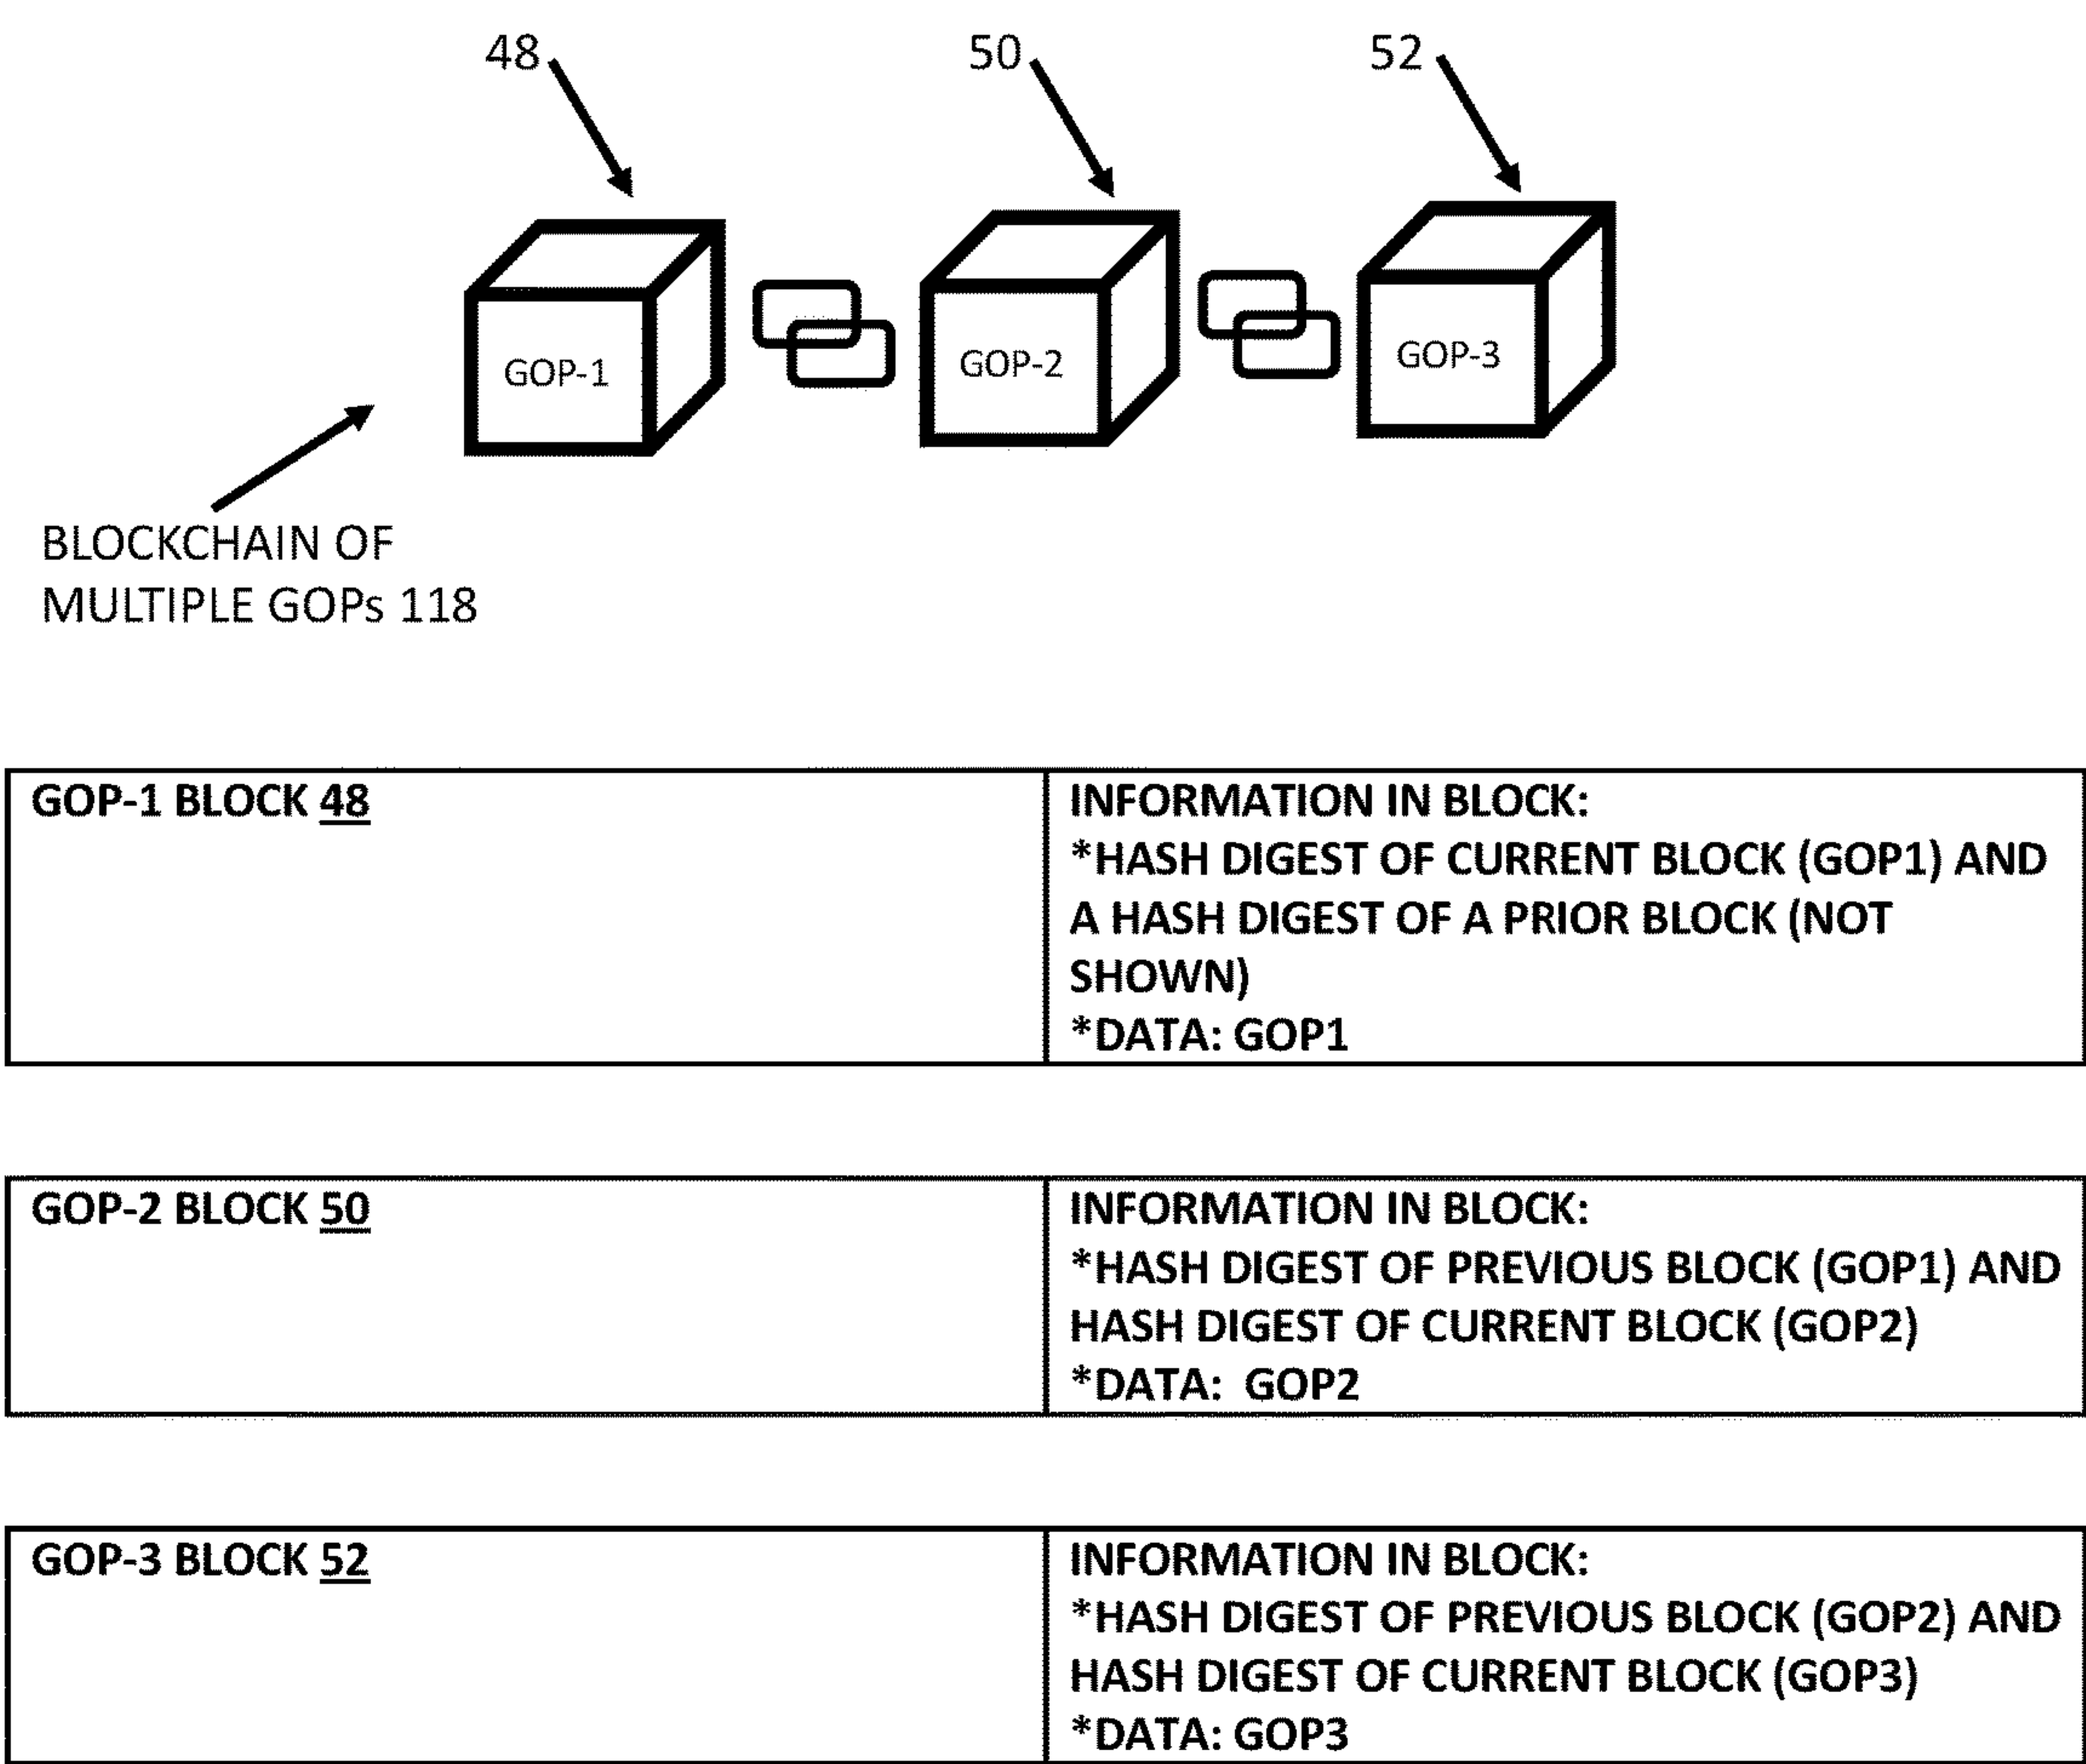 48
50
52
GOP-1
GOP-2
GOP-3
BLOCKCHAIN OF
MULTIPLE GOPs 118
GOP-1 BLOCK 48
INFORMATION IN BLOCK:
*HASH DIGEST OF CURRENT BLOCK (GOP1) AND
A HASH DIGEST OF A PRIOR BLOCK (NOT
SHOWN)
*DATA: GOP1
GOP-2 BLOCK 50
INFORMATION IN BLOCK:
*HASH DIGEST OF PREVIOUS BLOCK (GOP1) AND
HASH DIGEST OF CURRENT BLOCK (GOP2)
*DATA:  GOP2
GOP-3 BLOCK 52
INFORMATION IN BLOCK:
*HASH DIGEST OF PREVIOUS BLOCK (GOP2) AND
HASH DIGEST OF CURRENT BLOCK (GOP3)
*DATA: GOP3